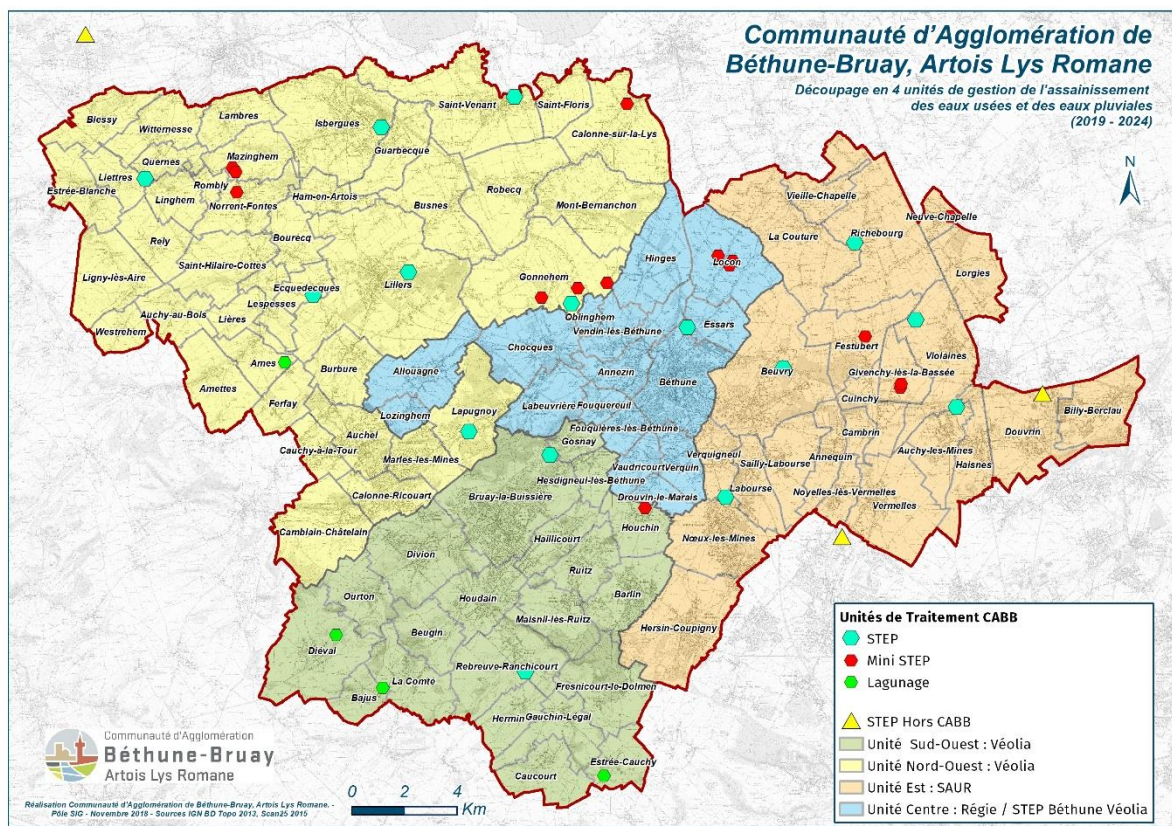 Communauté d'Agglomération de
Béthune-Bruay, Artois Lys Romane
Découpage en 4 unités de gestion de l'assainissement
des eaux usées et des eaux pluviales
(2019 - 2024)
N
Blessy
Witternesse
Lambres
Isbergues
Saint-Venant
Saint-Floris
Calonne-sur-la-Lys
Guarbecque
Quernes
Mazinghem
Liettres
Rombly
Estrée-Blanche
Linghem
Norrent-Fontes
Ham-en-Artois
Robecq
Busnes
Mont-Bernanchon
Vieille-Chapelle
Neuve-Chapelle
Richebourg
La Couture
Rely
Bourecq
Hinges
Locon
Saint-Hilaire-Cottes
Gonnehem
Lorgies
Ligny-lès-Aire
Ecquedecques
Lillers
Lespesses
Auchy-au-Bois
Lières
Oblinghem
Essars
Westrehem
Vendin-lès-Béthune
Chocques
Festubert
Violaines
Ames
Burbure
Allouagne
Annezin
Béthune
Beuvry
Givenchy-lès-la-Bassée
Amettes
Ferfay
Lozinghem
Lapugnoy
Labeuvrière
Fouquereuil
Cuinchy
Billy-Berclau
Auchel
Fouquières-lès-Béthune
Cambrin
Douvrin
Cauchy-à-la-Tour
Marles-les-Mines
Gosnay
Verquigneul
Annequin
Auchy-les-Mines
Haisnes
Vaudricourt
Verquin
Sailly-Labourse
Hesdigneul-lès-Béthune
Calonne-Ricouart
Bruay-la-Buissière
Drouvin-le-Marais
Labourse
Noyelles-lès-Vermelles
Vermelles
Houchin
Camblain-Châtelain
Haillicourt
Nœux-les-Mines
Divion
Ruitz
Ourton
Houdain
Barlin
Maisnil-lès-Ruitz
Hersin-Coupigny
Beugin
Diéval
Rebreuve-Ranchicourt
La Comté
Fresnicourt-le-Dolmen
Bajus
Hermin
Gauchin-Légal
Caucourt
Estrée-Cauchy
Unités de Traitement CABB
STEP
Mini STEP
Lagunage
STEP Hors CABB
Unité Sud-Ouest : Véolia
Unité Nord-Ouest : Véolia
Unité Est : SAUR
Unité Centre : Régie / STEP Béthune Véolia
Communauté d'Agglomération
Béthune-Bruay
Artois Lys Romane
Réalisation Communauté d'Agglomération de Béthune-Bruay, Artois Lys Romane. -
Pôle SIG - Novembre 2018 - Sources IGN BD Topo 2013, Scan25 2015
0 2 4
Km